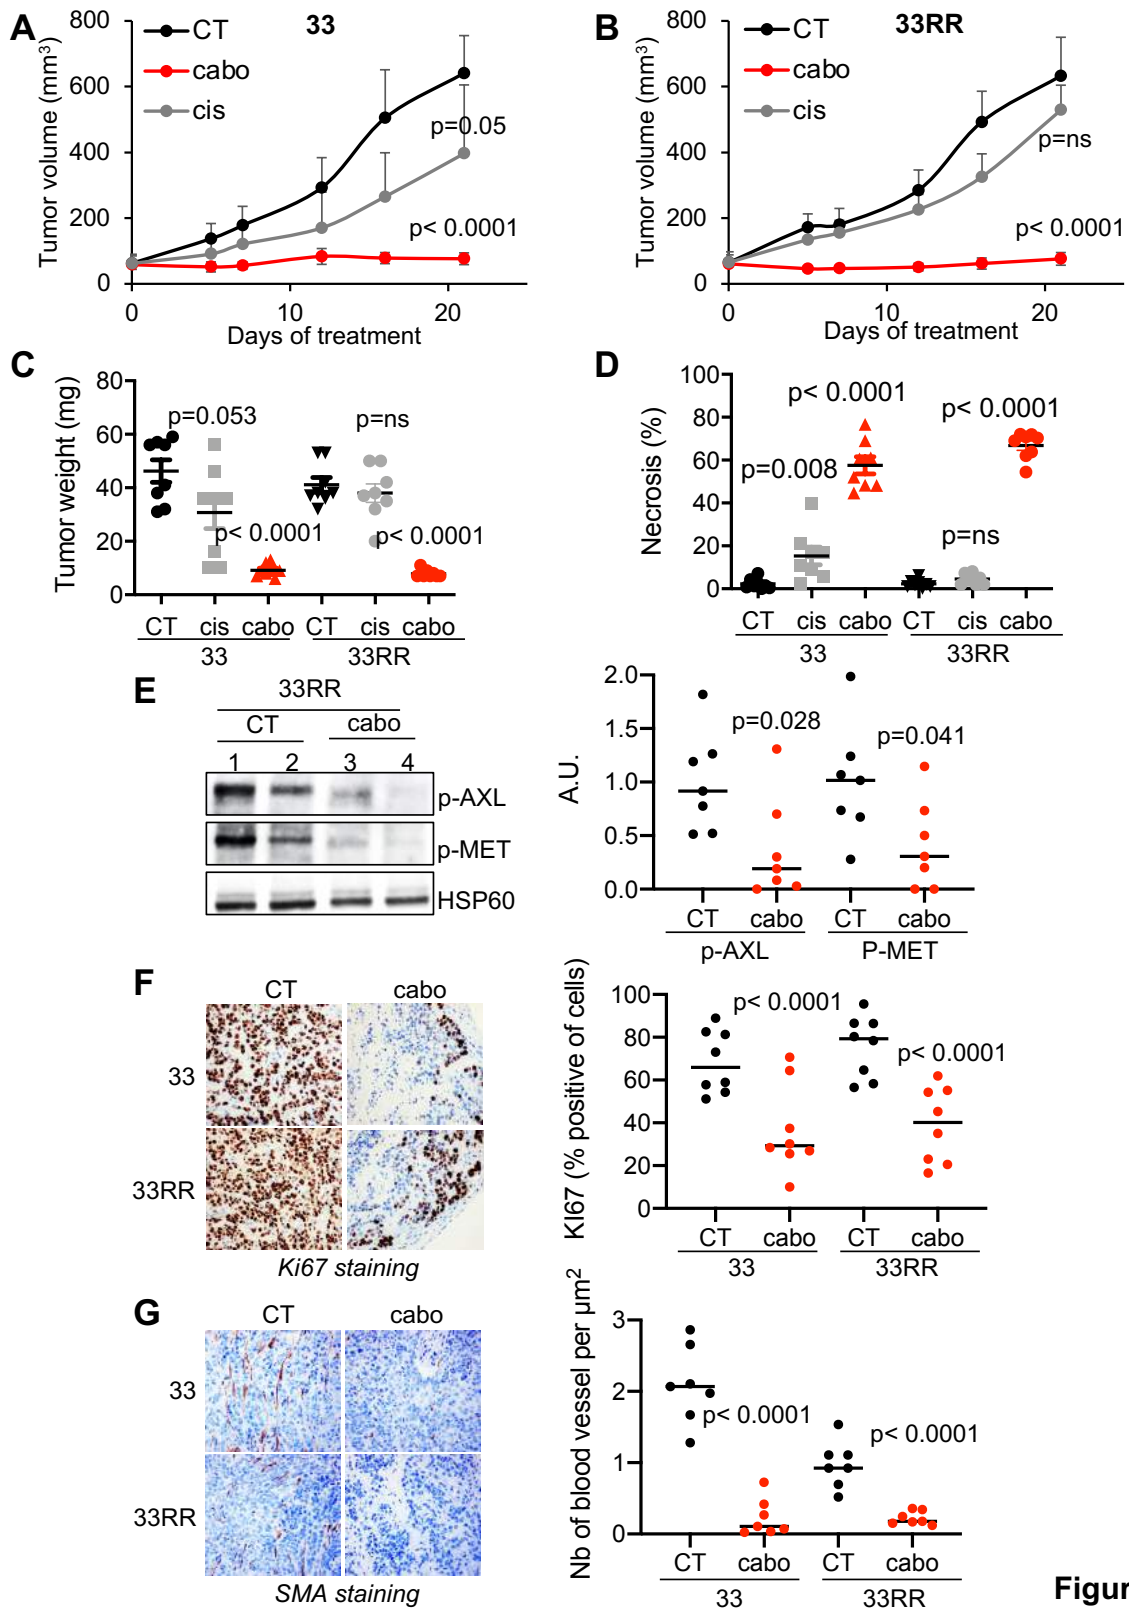 A
33
800
600
400
200
0
Tumor volume (mm³)
CT
cabo
cis
p=0.05
p< 0.0001
0
10
20
Days of treatment
B
33RR
800
600
400
200
0
Tumor volume (mm³)
CT
cabo
cis
p=ns
p< 0.0001
0
10
20
Days of treatment
C
80
60
40
20
0
Tumor weight (mg)
p=0.053
p=ns
p< 0.0001
p< 0.0001
CT cis cabo CT cis cabo
33 33RR
D
100
80
60
40
20
0
Necrosis (%)
p< 0.0001
p< 0.0001
p=0.008
p=ns
CT cis cabo CT cis cabo
33 33RR
E
33RR
CT cabo
1 2 3 4
p-AXL
p-MET
HSP60
2.0
1.5
1.0
0.5
0.0
A.U.
p=0.028
p=0.041
CT cabo CT cabo
p-AXL P-MET
F
CT cabo
33
33RR
Ki67 staining
100
80
60
40
20
0
KI67 (% positive of cells)
p< 0.0001
p< 0.0001
CT cabo CT cabo
33 33RR
G
CT cabo
33
33RR
SMA staining
3
2
1
0
Nb of blood vessel per µm²
p< 0.0001
p< 0.0001
CT cabo CT cabo
33 33RR
Figur